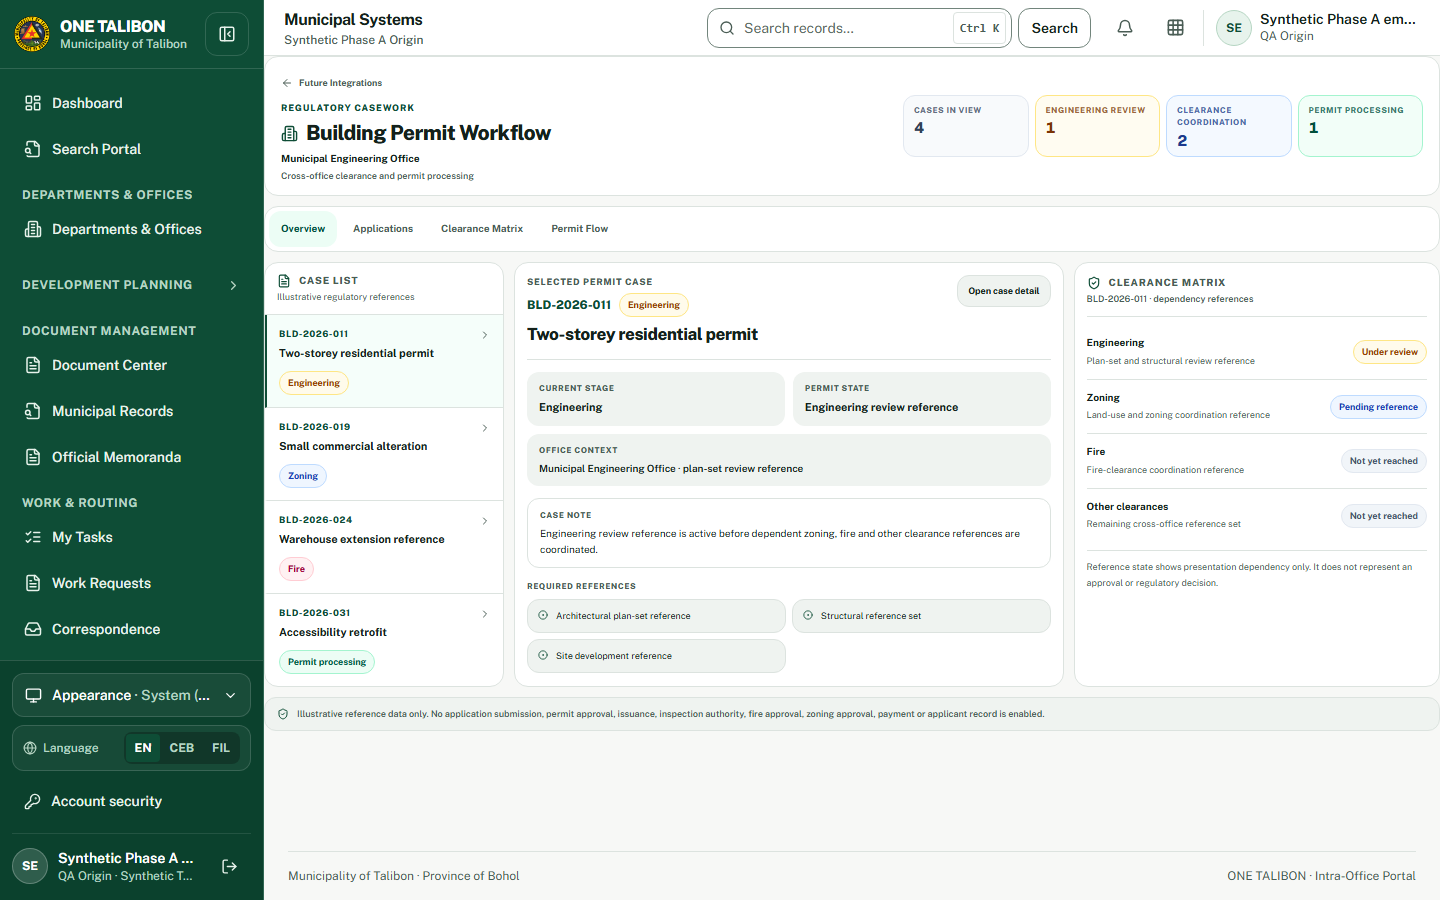 ONE TALIBON
Municipality of Talibon
Dashboard
Search Portal
DEPARTMENTS & OFFICES
Departments & Offices
DEVELOPMENT PLANNING
DOCUMENT MANAGEMENT
Document Center
Municipal Records
Official Memoranda
WORK & ROUTING
My Tasks
Work Requests
Correspondence
Appearance · System (...
Language EN CEB FIL
Account security
SE Synthetic Phase A ...
QA Origin · Synthetic T...
Municipal Systems
Synthetic Phase A Origin
Search records... Ctrl K Search
SE Synthetic Phase A em...
QA Origin
Future Integrations
REGULATORY CASEWORK
Building Permit Workflow
Municipal Engineering Office
Cross-office clearance and permit processing
CASES IN VIEW
4
ENGINEERING REVIEW
1
CLEARANCE
COORDINATION
2
PERMIT PROCESSING
1
Overview Applications Clearance Matrix Permit Flow
CASE LIST
Illustrative regulatory references
BLD-2026-011
Two-storey residential permit
Engineering
BLD-2026-019
Small commercial alteration
Zoning
BLD-2026-024
Warehouse extension reference
Fire
BLD-2026-031
Accessibility retrofit
Permit processing
SELECTED PERMIT CASE
BLD-2026-011 Engineering
Open case detail
Two-storey residential permit
CURRENT STAGE
Engineering
PERMIT STATE
Engineering review reference
OFFICE CONTEXT
Municipal Engineering Office · plan-set review reference
CASE NOTE
Engineering review reference is active before dependent zoning, fire and other clearance references are
coordinated.
REQUIRED REFERENCES
Architectural plan-set reference
Structural reference set
Site development reference
CLEARANCE MATRIX
BLD-2026-011 · dependency references
Engineering
Plan-set and structural review reference
Under review
Zoning
Land-use and zoning coordination reference
Pending reference
Fire
Fire-clearance coordination reference
Not yet reached
Other clearances
Remaining cross-office reference set
Not yet reached
Reference state shows presentation dependency only. It does not represent an
approval or regulatory decision.
Illustrative reference data only. No application submission, permit approval, issuance, inspection authority, fire approval, zoning approval, payment or applicant record is enabled.
Municipality of Talibon · Province of Bohol
ONE TALIBON · Intra-Office Portal